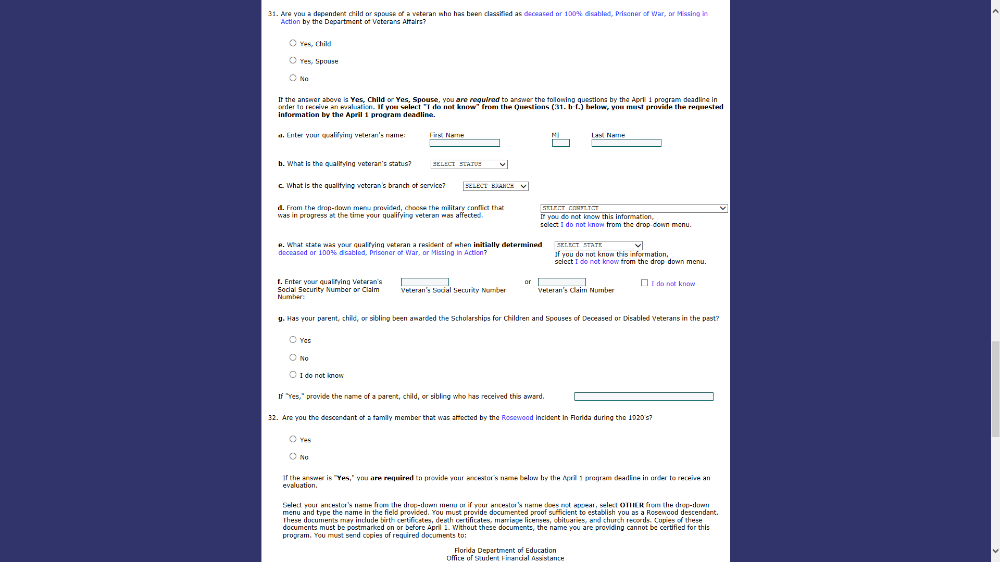 31. Are you a dependent child or spouse of a veteran who has been classified as deceased or 100% disabled, Prisoner of War, or Missing in
Action by the Department of Veterans Affairs?
Yes, Child
Yes, Spouse
No
If the answer above is Yes, Child or Yes, Spouse, you are required to answer the following questions by the April 1 program deadline in
order to receive an evaluation. If you select "I do not know" from the Questions (31. b-f.) below, you must provide the requested
information by the April 1 program deadline.
a. Enter your qualifying veteran's name: First Name MI Last Name
b. What is the qualifying veteran's status? SELECT STATUS
c. What is the qualifying veteran’s branch of service? SELECT BRANCH
d. From the drop-down menu provided, choose the military conflict that
was in progress at the time your qualifying veteran was affected.
SELECT CONFLICT
If you do not know this information,
select I do not know from the drop-down menu.
e. What state was your qualifying veteran a resident of when initially determined
deceased or 100% disabled, Prisoner of War, or Missing in Action?
SELECT STATE
If you do not know this information,
select I do not know from the drop-down menu.
f. Enter your qualifying Veteran's
Social Security Number or Claim
Number:
Veteran’s Social Security Number
or
Veteran’s Claim Number
I do not know
g. Has your parent, child, or sibling been awarded the Scholarships for Children and Spouses of Deceased or Disabled Veterans in the past?
Yes
No
I do not know
If "Yes," provide the name of a parent, child, or sibling who has received this award.
32. Are you the descendant of a family member that was affected by the Rosewood incident in Florida during the 1920's?
Yes
No
If the answer is "Yes," you are required to provide your ancestor's name below by the April 1 program deadline in order to receive an
evaluation.
Select your ancestor's name from the drop-down menu or if your ancestor's name does not appear, select OTHER from the drop-down
menu and type the name in the field provided. You must provide documented proof sufficient to establish you as a Rosewood descendant.
These documents may include birth certificates, death certificates, marriage licenses, obituaries, and church records. Copies of these
documents must be postmarked on or before April 1. Without these documents, the name you are providing cannot be certified for this
program. You must send copies of required documents to:
Florida Department of Education
Office of Student Financial Assistance